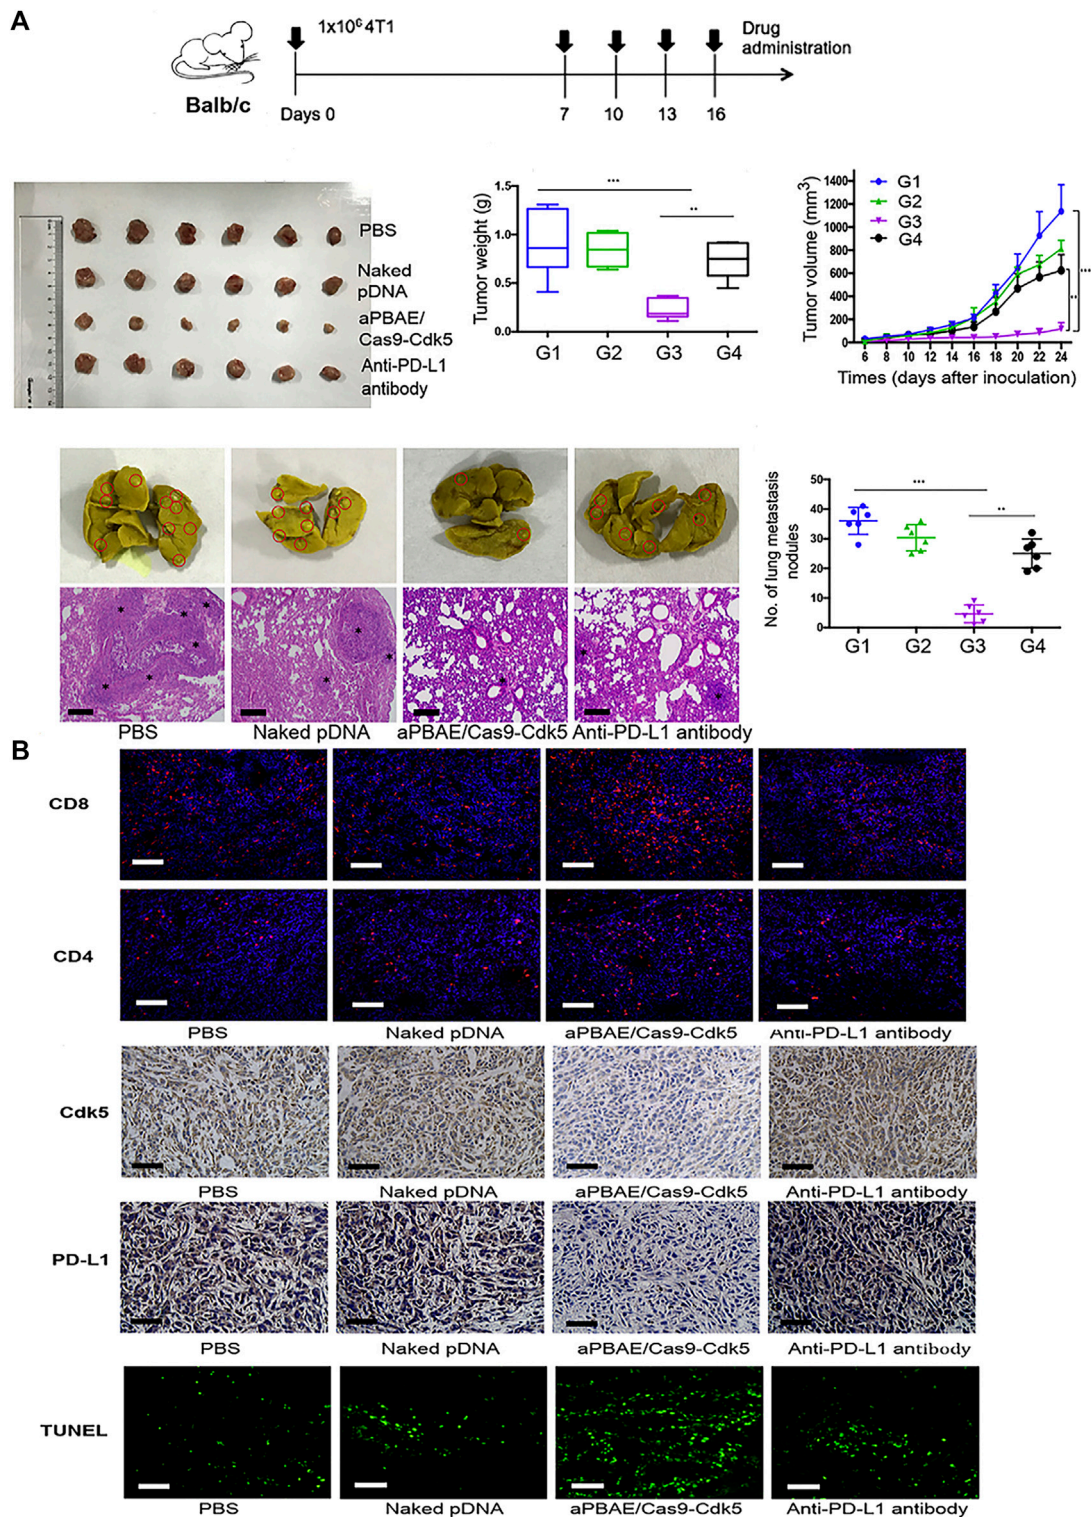 A
1x10⁶ 4T1
Drug
administration
Balb/c
Days 0
7
10
13
16
PBS
Naked
pDNA
aPBAE/
Cas9-Cdk5
Anti-PD-L1
antibody
Tumor weight (g)
1.5
1.0
0.5
0.0
***
**
G1
G2
G3
G4
Tumor volume (mm³)
1400
1200
1000
800
600
400
200
0
G1
G2
G3
G4
***
**
6 8 10 12 14 16 18 20 22 24
Times (days after inoculation)
PBS
Naked pDNA
aPBAE/Cas9-Cdk5
Anti-PD-L1 antibody
No. of lung metastasis
nodules
50
40
30
20
10
0
***
**
G1
G2
G3
G4
B
CD8
CD4
PBS
Naked pDNA
aPBAE/Cas9-Cdk5
Anti-PD-L1 antibody
Cdk5
PBS
Naked pDNA
aPBAE/Cas9-Cdk5
Anti-PD-L1 antibody
PD-L1
PBS
Naked pDNA
aPBAE/Cas9-Cdk5
Anti-PD-L1 antibody
TUNEL
PBS
Naked pDNA
aPBAE/Cas9-Cdk5
Anti-PD-L1 antibody